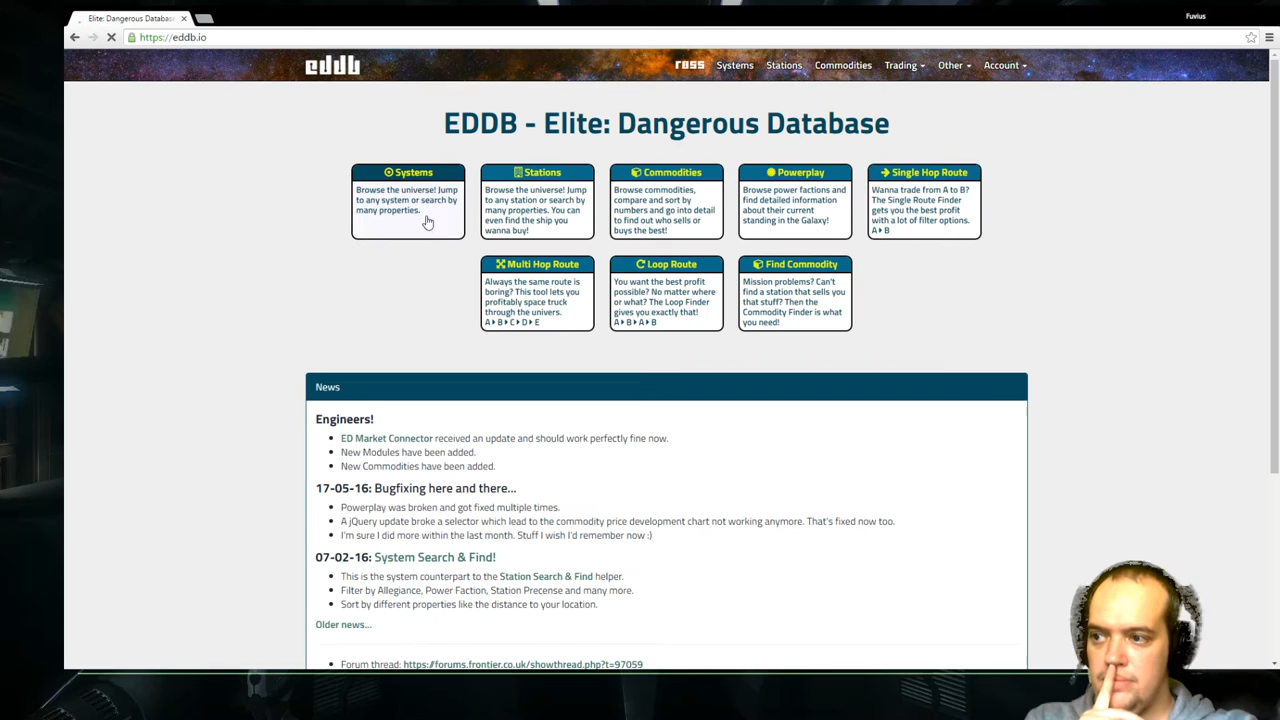 Elite: Dangerous Databas
Fuvius
https://eddb.io
eddb
ross Systems Stations Commodities Trading Other Account
EDDB - Elite: Dangerous Database
Systems
Browse the universe! Jump
to any system or search by
many properties.
Stations
Browse the universe! Jump
to any station or search by
many properties. You can
even find the ship you
wanna buy!
Commodities
Browse commodities,
compare and sort by
numbers and go into detail
to find out who sells or
buys the best!
Powerplay
Browse power factions and
find detailed information
about their current
standing in the Galaxy!
Single Hop Route
Wanna trade from A to B?
The Single Route Finder
gets you the best profit
with a lot of filter options.
A B
Multi Hop Route
Always the same route is
boring? This tool lets you
profitably space truck
through the univers.
A B C D E
Loop Route
You want the best profit
possible? No matter where
or what? The Loop Finder
gives you exactly that!
A B A B
Find Commodity
Mission problems? Can't
find a station that sells you
that stuff? Then the
Commodity Finder is what
you need!
News
Engineers!
ED Market Connector received an update and should work perfectly fine now.
New Modules have been added.
New Commodities have been added.
17-05-16: Bugfixing here and there...
Powerplay was broken and got fixed multiple times.
A jQuery update broke a selector which lead to the commodity price development chart not working anymore. That's fixed now too.
I'm sure I did more within the last month. Stuff I wish I'd remember now :)
07-02-16: System Search & Find!
This is the system counterpart to the Station Search & Find helper.
Filter by Allegiance, Power Faction, Station Precense and many more.
Sort by different properties like the distance to your location.
Older news...
Forum thread: https://forums.frontier.co.uk/showthread.php?t=97059